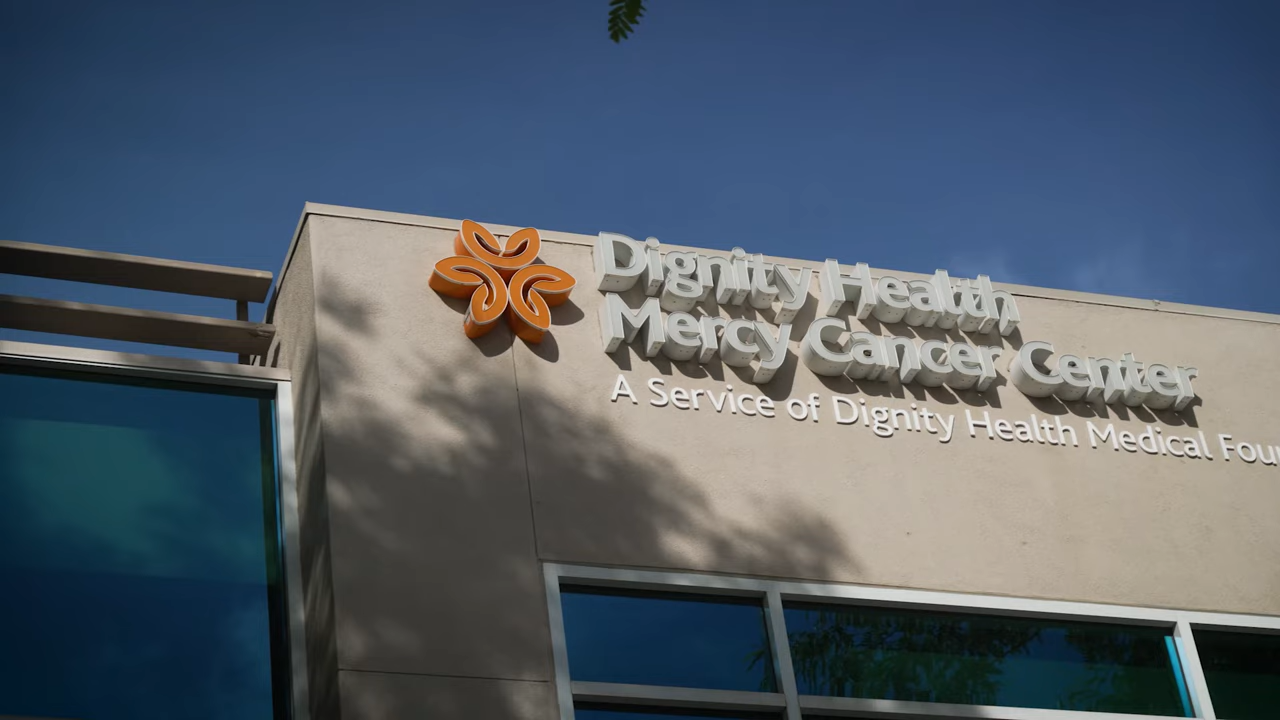 Dignity Health
Mercy Cancer Center
A Service of Dignity Health Medical